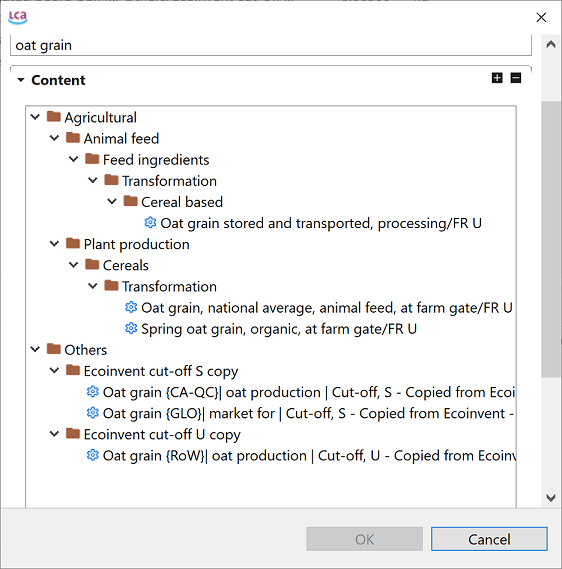 LCA
oat grain
Content
Agricultural
Animal feed
Feed ingredients
Transformation
Cereal based
Oat grain stored and transported, processing/FR U
Plant production
Cereals
Transformation
Oat grain, national average, animal feed, at farm gate/FR U
Spring oat grain, organic, at farm gate/FR U
Others
Ecoinvent cut-off S copy
Oat grain {CA-QC}| oat production | Cut-off, S - Copied from Ecoi
Oat grain {GLO}| market for | Cut-off, S - Copied from Ecoinvent -
Ecoinvent cut-off U copy
Oat grain {RoW}| oat production | Cut-off, U - Copied from Ecoinv
OK
Cancel